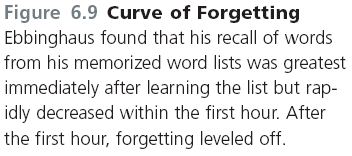 Figure 6.9 Curve of Forgetting
Ebbinghaus found that his recall of words
from his memorized word lists was greatest
immediately after learning the list but rap-
idly decreased within the first hour. After
the first hour, forgetting leveled off.